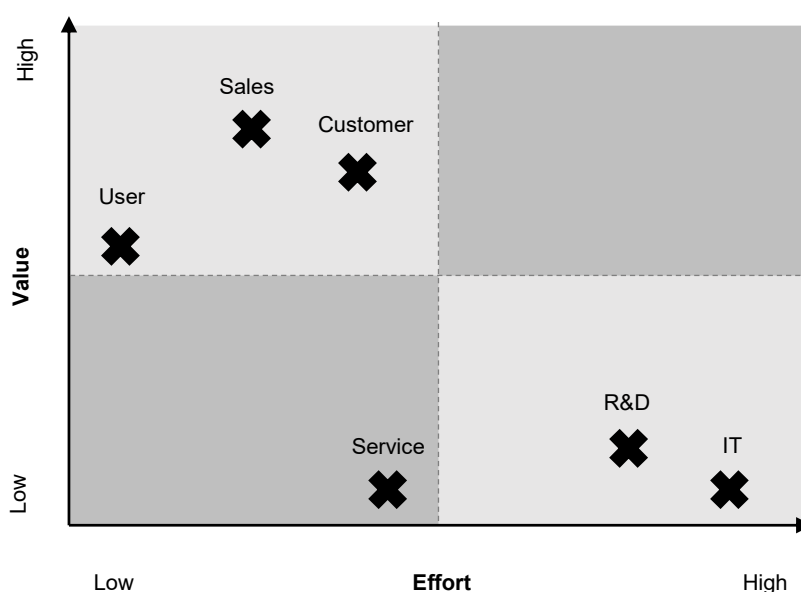 High
Sales
Customer
User
Value
R&D
Service
IT
Low
Low
Effort
High